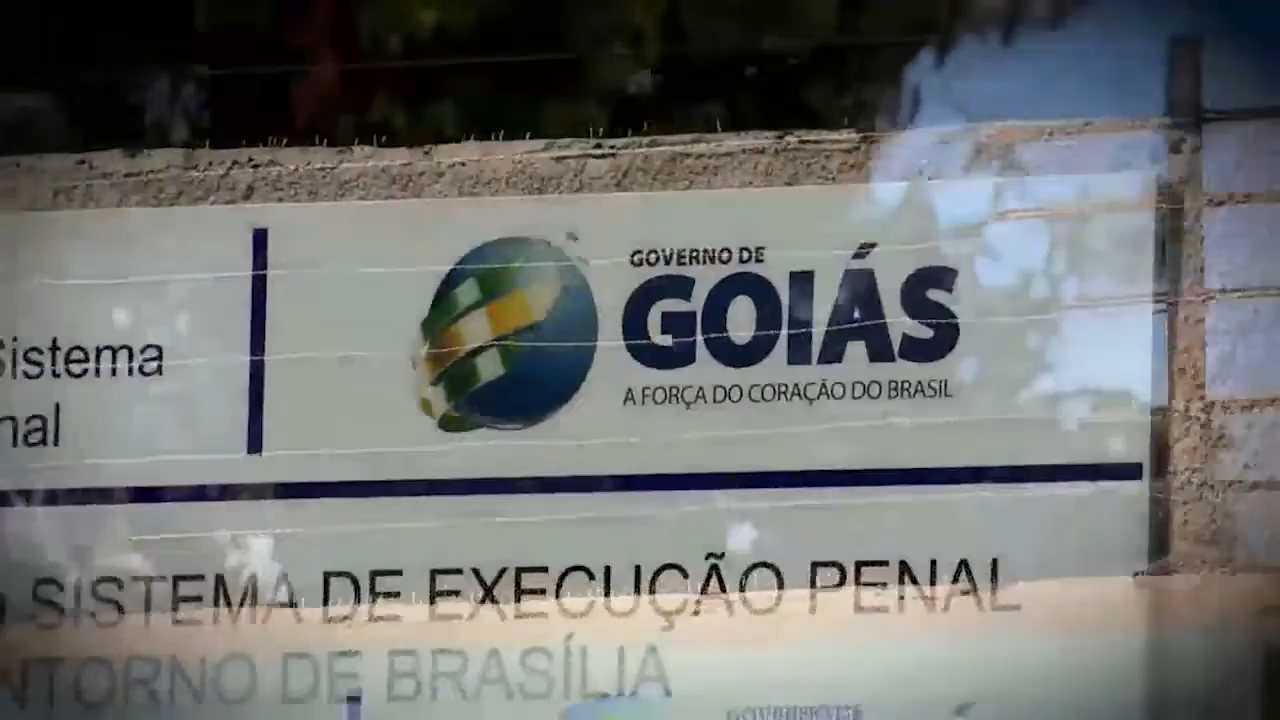 Sistema
nal
GOVERNO DE
GOIÁS
A FORÇA DO CORAÇÃO DO BRASIL
SISTEMA DE EXECUÇÃO PENAL
NTORNO DE BRASÍLIA